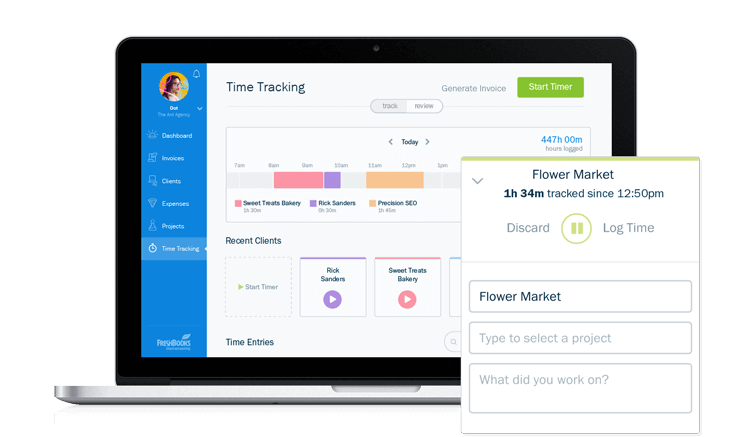 Dot
The Ant Agency
Dashboard
Invoices
Clients
Expenses
Projects
Time Tracking
FRESHBOOKS
Time Tracking
Generate Invoice
Start Timer
track
review
Today
447h 00m
hours logged
7am 8am 9am 10am 11am 12pm 1pm
Sweet Treats Bakery
1h 30m
Rick Sanders
0h 30m
Precision SEO
1h 45m
Recent Clients
Start Timer
Rick
Sanders
Sweet Treats
Bakery
Time Entries
Flower Market
1h 34m tracked since 12:50pm
Discard
Log Time
Flower Market
Type to select a project
What did you work on?